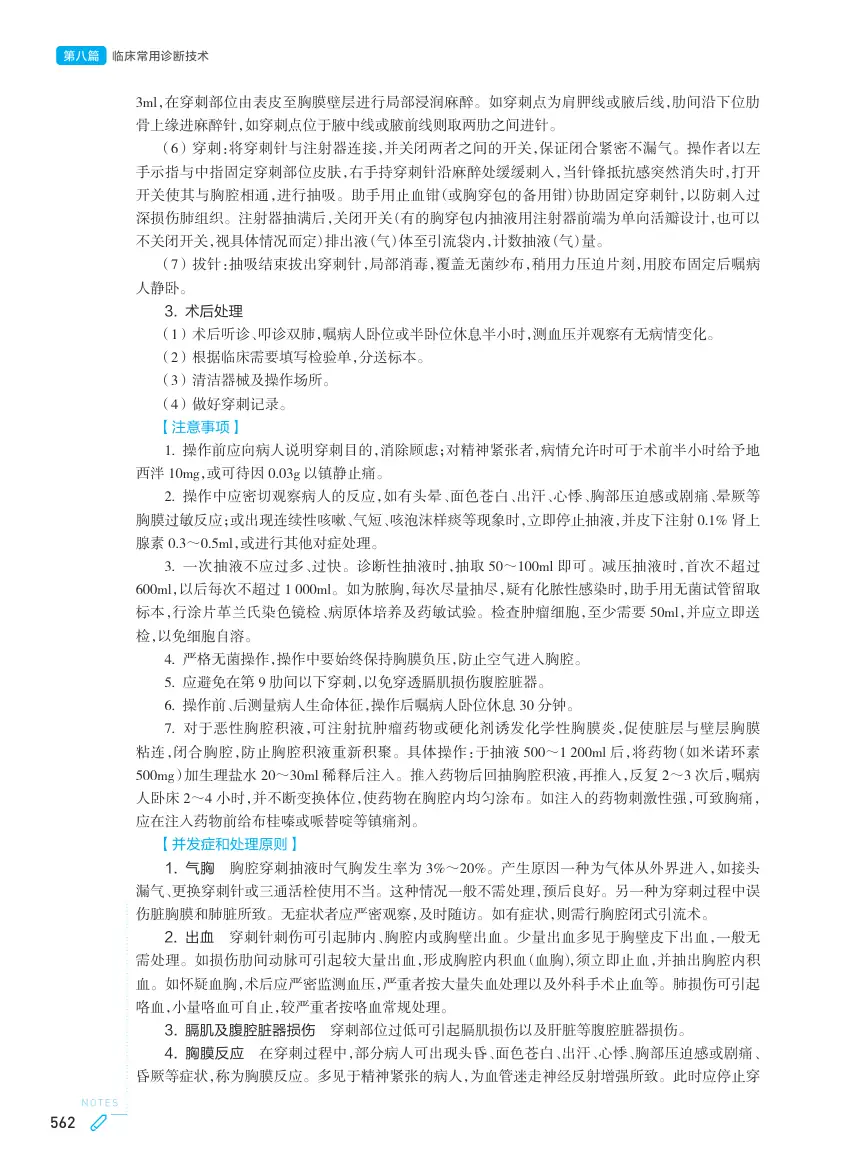 第八篇 临床常用诊断技术
3ml,在穿刺部位由表皮至胸膜壁层进行局部浸润麻醉。如穿刺点为肩胛线或腋后线,肋间沿下位肋
骨上缘进麻醉针,如穿刺点位于腋中线或腋前线则取两肋之间进针。
（6）穿刺:将穿刺针与注射器连接,并关闭两者之间的开关,保证闭合紧密不漏气。操作者以左
手示指与中指固定穿刺部位皮肤,右手持穿刺针沿麻醉处缓缓刺入,当针锋抵抗感突然消失时,打开
开关使其与胸腔相通,进行抽吸。助手用止血钳(或胸穿包的备用钳)协助固定穿刺针,以防刺入过
深损伤肺组织。注射器抽满后,关闭开关(有的胸穿包内抽液用注射器前端为单向活瓣设计,也可以
不关闭开关,视具体情况而定)排出液(气)体至引流袋内,计数抽液(气)量。
（7）拔针:抽吸结束拔出穿刺针,局部消毒,覆盖无菌纱布,稍用力压迫片刻,用胶布固定后嘱病
人静卧。
3. 术后处理
（1）术后听诊、叩诊双肺,嘱病人卧位或半卧位休息半小时,测血压并观察有无病情变化。
（2）根据临床需要填写检验单,分送标本。
（3）清洁器械及操作场所。
（4）做好穿刺记录。
【注意事项】
1. 操作前应向病人说明穿刺目的,消除顾虑;对精神紧张者,病情允许时可于术前半小时给予地
西泮 10mg,或可待因 0.03g 以镇静止痛。
2. 操作中应密切观察病人的反应,如有头晕、面色苍白、出汗、心悸、胸部压迫感或剧痛、晕厥等
胸膜过敏反应;或出现连续性咳嗽、气短、咳泡沫样痰等现象时,立即停止抽液,并皮下注射 0.1% 肾上
腺素 0.3～0.5ml,或进行其他对症处理。
3. 一次抽液不应过多、过快。诊断性抽液时,抽取 50～100ml 即可。减压抽液时,首次不超过
600ml,以后每次不超过 1 000ml。如为脓胸,每次尽量抽尽,疑有化脓性感染时,助手用无菌试管留取
标本,行涂片革兰氏染色镜检、病原体培养及药敏试验。检查肿瘤细胞,至少需要 50ml,并应立即送
检,以免细胞自溶。
4. 严格无菌操作,操作中要始终保持胸膜负压,防止空气进入胸腔。
5. 应避免在第 9 肋间以下穿刺,以免穿透膈肌损伤腹腔脏器。
6. 操作前、后测量病人生命体征,操作后嘱病人卧位休息 30 分钟。
7. 对于恶性胸腔积液,可注射抗肿瘤药物或硬化剂诱发化学性胸膜炎,促使脏层与壁层胸膜
粘连,闭合胸腔,防止胸腔积液重新积聚。具体操作:于抽液 500～1 200ml 后,将药物(如米诺环素
500mg)加生理盐水 20～30ml 稀释后注入。推入药物后回抽胸腔积液,再推入,反复 2～3 次后,嘱病
人卧床 2～4 小时,并不断变换体位,使药物在胸腔内均匀涂布。如注入的药物刺激性强,可致胸痛,
应在注入药物前给布桂嗪或哌替啶等镇痛剂。
【并发症和处理原则】
1. 气胸 胸腔穿刺抽液时气胸发生率为 3%～20%。产生原因一种为气体从外界进入,如接头
漏气、更换穿刺针或三通活栓使用不当。这种情况一般不需处理,预后良好。另一种为穿刺过程中误
伤脏胸膜和肺脏所致。无症状者应严密观察,及时随访。如有症状,则需行胸腔闭式引流术。
2. 出血 穿刺针刺伤可引起肺内、胸腔内或胸壁出血。少量出血多见于胸壁皮下出血,一般无
需处理。如损伤肋间动脉可引起较大量出血,形成胸腔内积血(血胸),须立即止血,并抽出胸腔内积
血。如怀疑血胸,术后应严密监测血压,严重者按大量失血处理以及外科手术止血等。肺损伤可引起
咯血,小量咯血可自止,较严重者按咯血常规处理。
3. 膈肌及腹腔脏器损伤 穿刺部位过低可引起膈肌损伤以及肝脏等腹腔脏器损伤。
4. 胸膜反应 在穿刺过程中,部分病人可出现头昏、面色苍白、出汗、心悸、胸部压迫感或剧痛、
昏厥等症状,称为胸膜反应。多见于精神紧张的病人,为血管迷走神经反射增强所致。此时应停止穿
NOTES
562